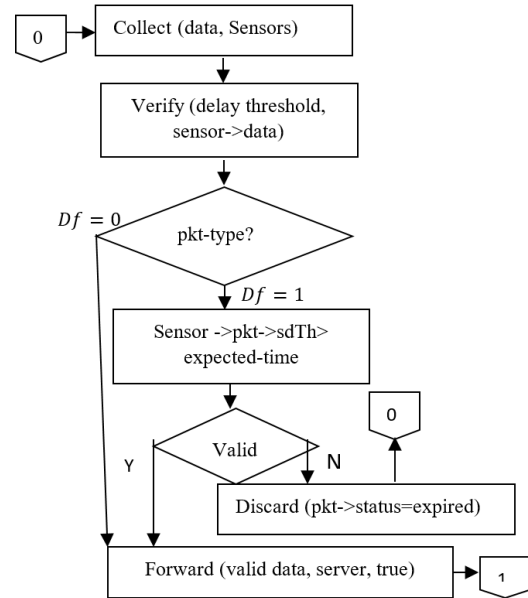 0
Collect (data, Sensors)
Verify (delay threshold,
sensor->data)
Df = 0
pkt-type?
Df = 1
Sensor ->pkt->sdTh>
expected-time
0
Valid
Y
N
Discard (pkt->status=expired)
Forward (valid data, server, true)
1